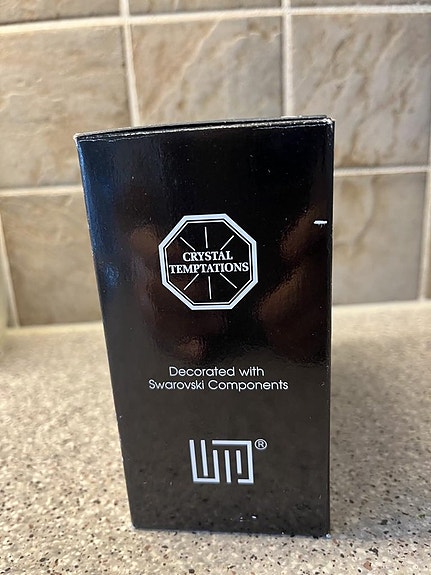 CRYSTAL
TEMPTATIONS
Decorated with
Swarovski Components
®